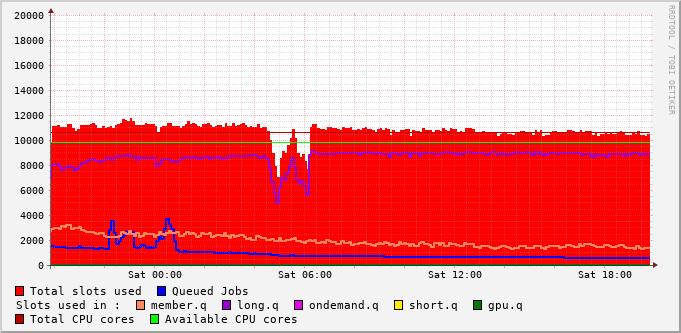 20000
18000
16000
14000
12000
10000
8000
6000
4000
2000
0
Sat 00:00 Sat 06:00 Sat 12:00 Sat 18:00
Total slots used Queued Jobs
Slots used in : member.q long.q ondemand.q short.q gpu.q
Total CPU cores Available CPU cores
RRDTOOL / TOBI OETIKER